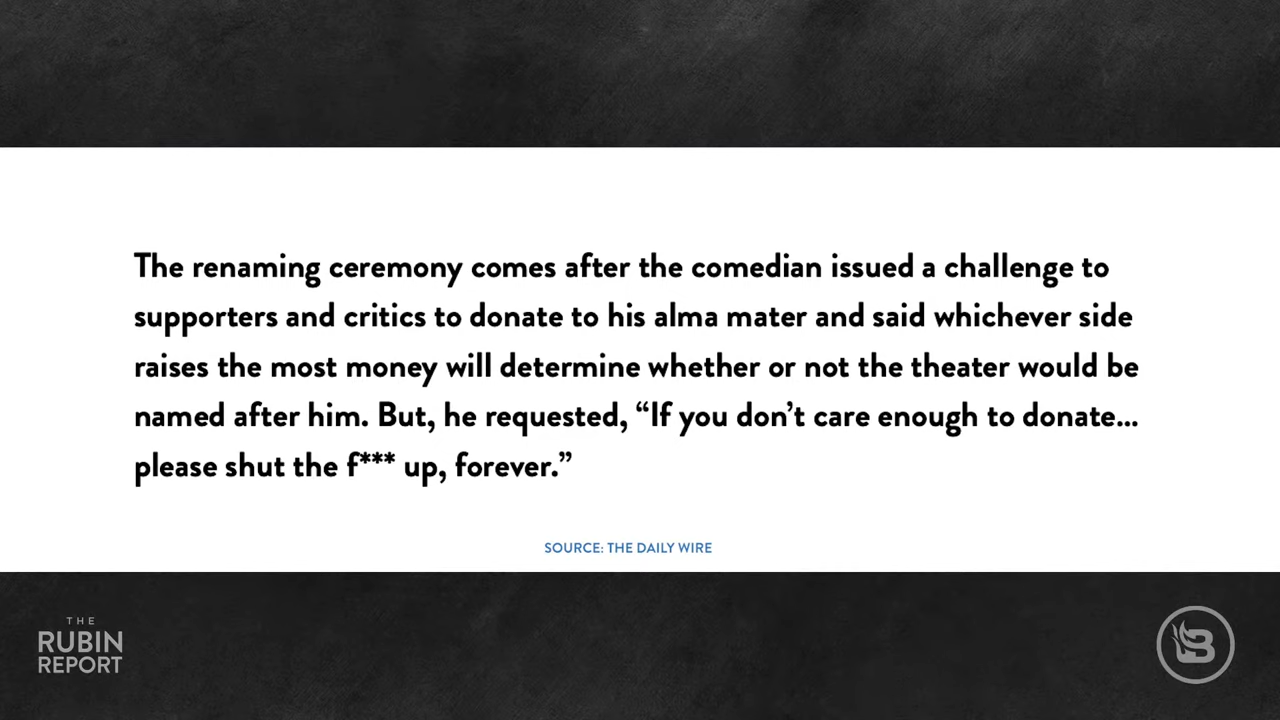 The renaming ceremony comes after the comedian issued a challenge to
supporters and critics to donate to his alma mater and said whichever side
raises the most money will determine whether or not the theater would be
named after him. But, he requested, “If you don’t care enough to donate...
please shut the f*** up, forever.”
SOURCE: THE DAILY WIRE
THE
RUBIN
REPORT
B